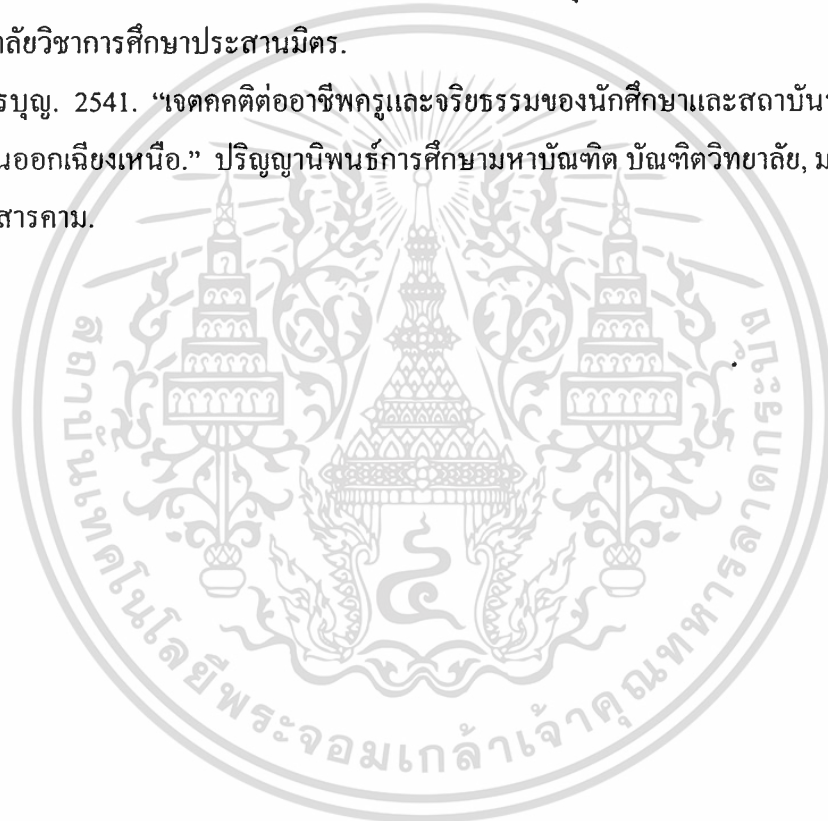 าลัยวิชาการศึกษาประสานมิตร.
รบุญ. 2541. “เจตคคติต่ออาชีพครูและจริยธรรมของนักศึกษาและสถาบัน
นออกเฉียงเหนือ.” ปริญญานิพนธ์การศึกษามหาบัณฑิต บัณฑิตวิทยาลัย, ม
สารคาม.
สถาบันเทคโนโลยีพระจอมเกล้าเจ้าคุณทหารลาดกระบัง
๔